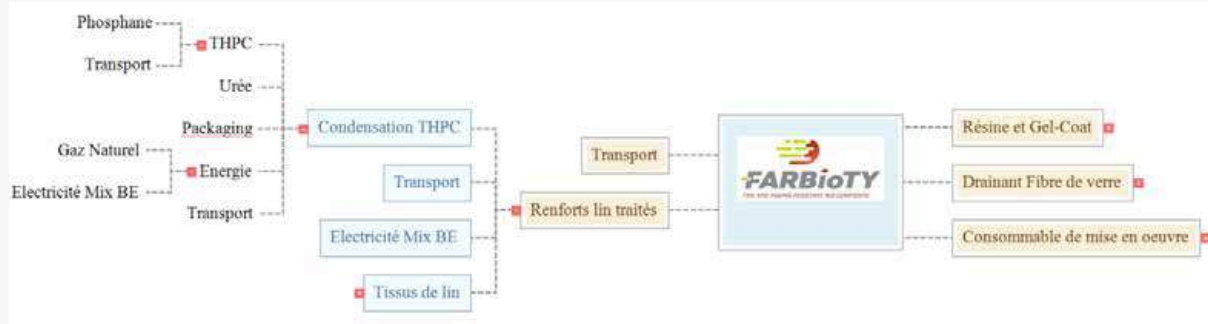 Phosphane
Transport
THPC
Urée
Packaging
Gaz Naturel
Electricité Mix BE
Energie
Transport
Condensation THPC
Transport
Electricité Mix BE
Tissus de lin
Transport
Renforts lin traités
FARBioTY
Résine et Gel-Coat
Drainant Fibre de verre
Consommable de mise en oeuvre